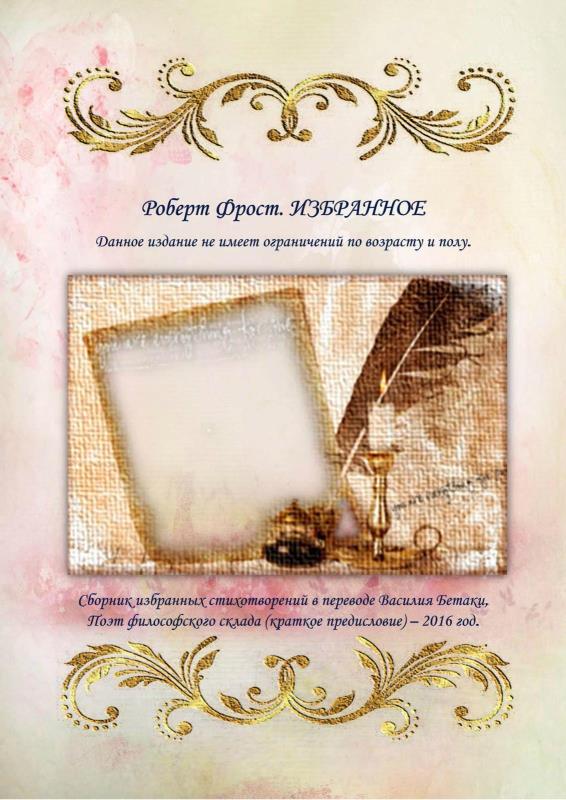 Роберт Фрост. ИЗБРАННОЕ
Данное издание не имеет ограничений по возрасту и полу.
Сборник избранных стихотворений в переводе Василия Бетаки,
Поэт философского склада (краткое предисловие) – 2016 год.